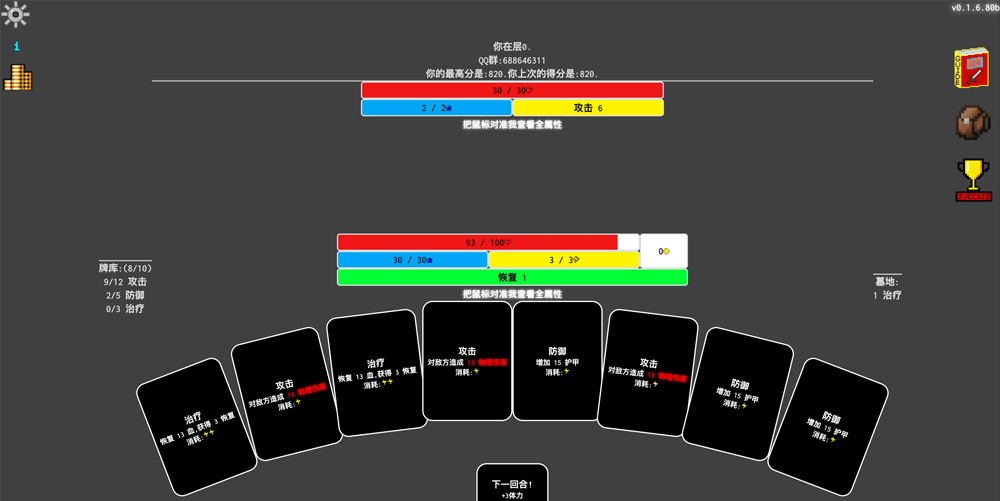 v0.1.6.80b
i
你在层0.
QQ群:688646311
你的最高分是:820.你上次的得分是:820.
30 / 30
2 / 2
攻击 6
把鼠标对准我查看全属性
GUIDE
SUCCESS
93 / 100
0
30 / 30
3 / 3
恢复 1
把鼠标对准我查看全属性
牌库:(8/10)
9/12 攻击
2/5 防御
0/3 治疗
墓地:
1 治疗
治疗
恢复 13 血,获得 3 恢复
消耗:
攻击
对敌方造成 13 物理伤害
消耗:
治疗
恢复 13 血,获得 3 恢复
消耗:
攻击
对敌方造成 13 物理伤害
消耗:
防御
增加 15 护甲
消耗:
攻击
对敌方造成 13 物理伤害
消耗:
防御
增加 15 护甲
消耗:
防御
增加 15 护甲
消耗:
下一回合!
+3体力